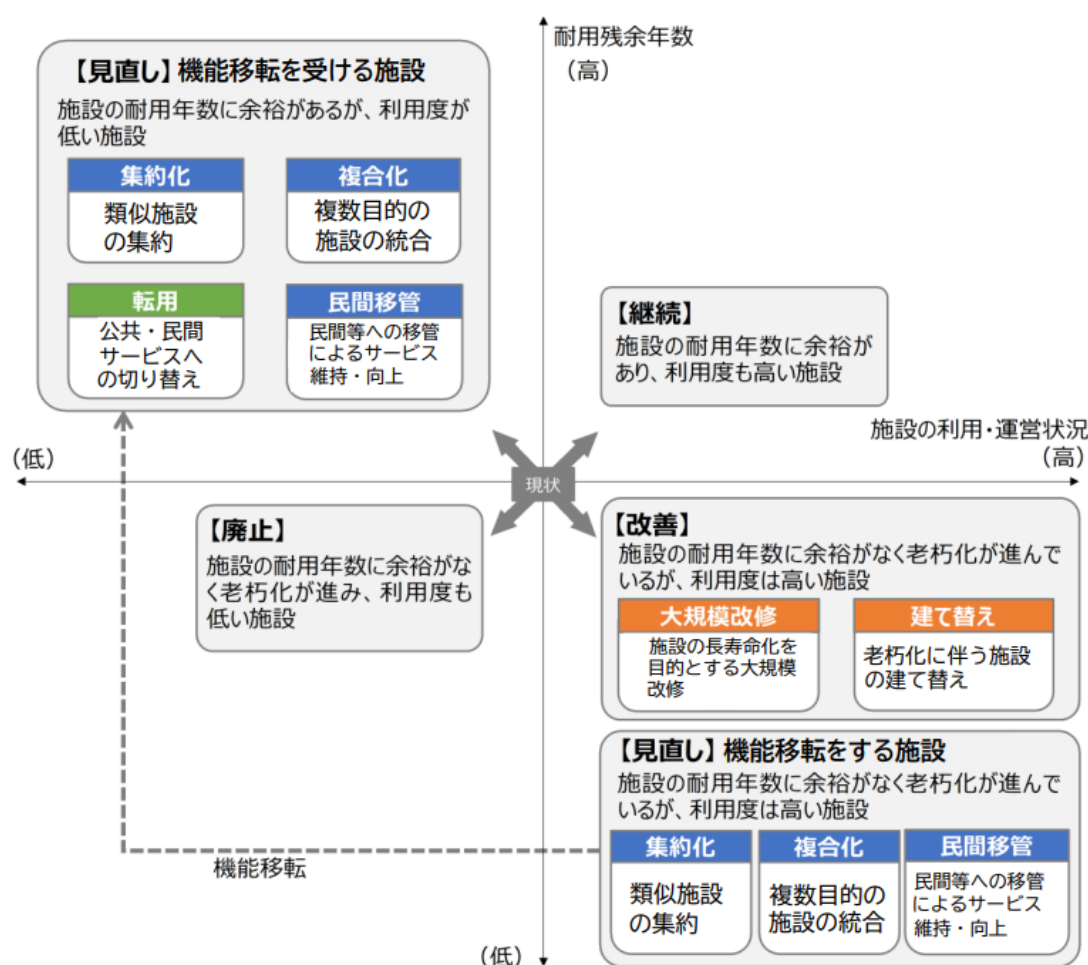 耐用残余年数
（高）
【見直し】機能移転を受ける施設
施設の耐用年数に余裕があるが、利用度が
低い施設
集約化
類似施設
の集約
複合化
複数目的の
施設の統合
転用
公共・民間
サービスへ
の切り替え
民間移管
民間等への移管
によるサービス
維持・向上
【継続】
施設の耐用年数に余裕が
あり、利用度も高い施設
施設の利用・運営状況
（高）
（低）
現状
【廃止】
施設の耐用年数に余裕がな
く老朽化が進み、利用度も
低い施設
【改善】
施設の耐用年数に余裕がなく老朽化が進んで
いるが、利用度は高い施設
大規模改修
施設の長寿命化を
目的とする大規模
改修
建て替え
老朽化に伴う施設
の建て替え
【見直し】機能移転をする施設
施設の耐用年数に余裕がなく老朽化が進んで
いるが、利用度は高い施設
集約化
類似施設
の集約
複合化
複数目的の
施設の統合
民間移管
民間等への移管
によるサービス
維持・向上
機能移転
（低）